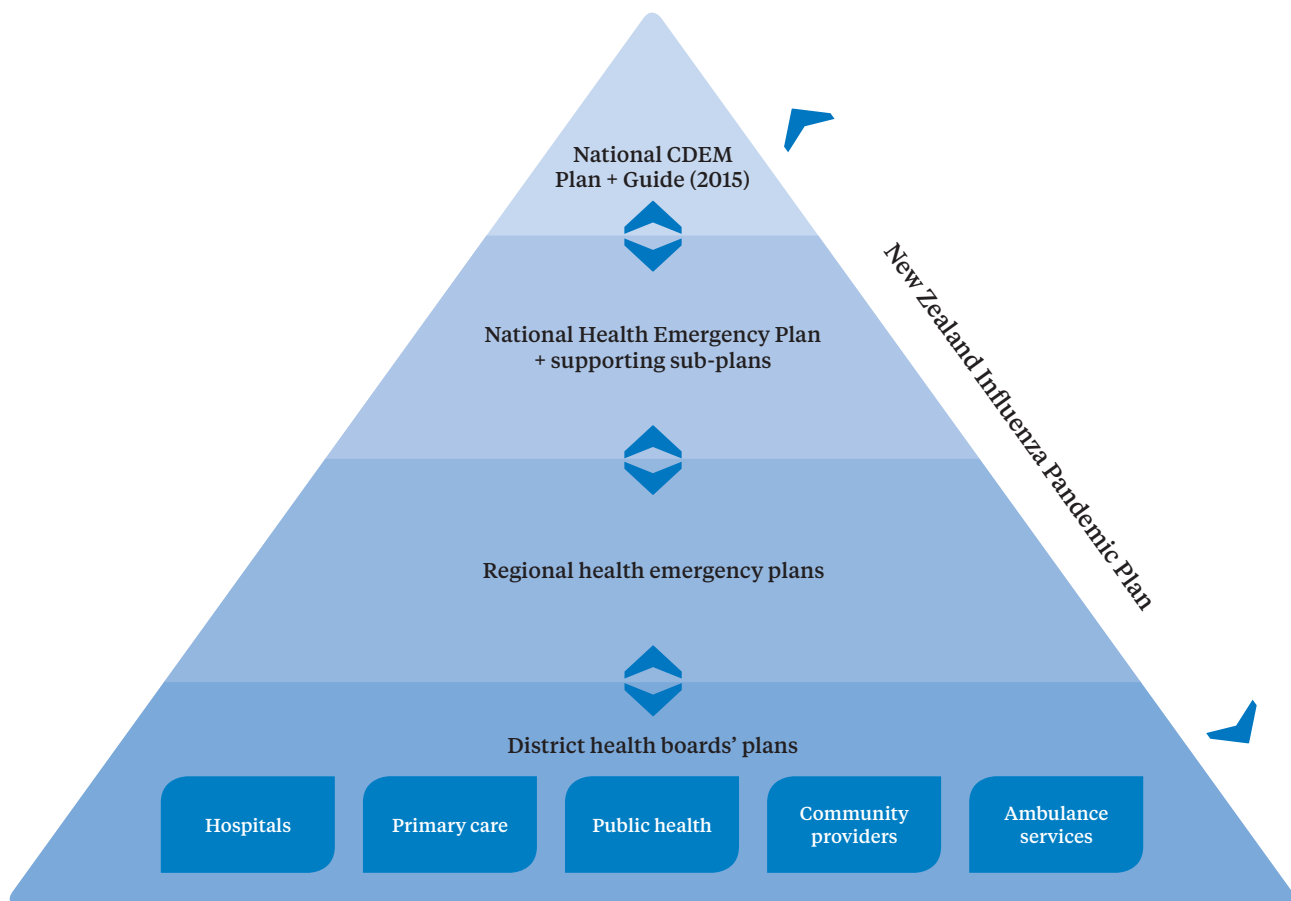 National CDEM
Plan + Guide (2015)
National Health Emergency Plan
+ supporting sub-plans
New Zealand Influenza Pandemic Plan
Regional health emergency plans
District health boards’ plans
Hospitals
Primary care
Public health
Community
providers
Ambulance
services